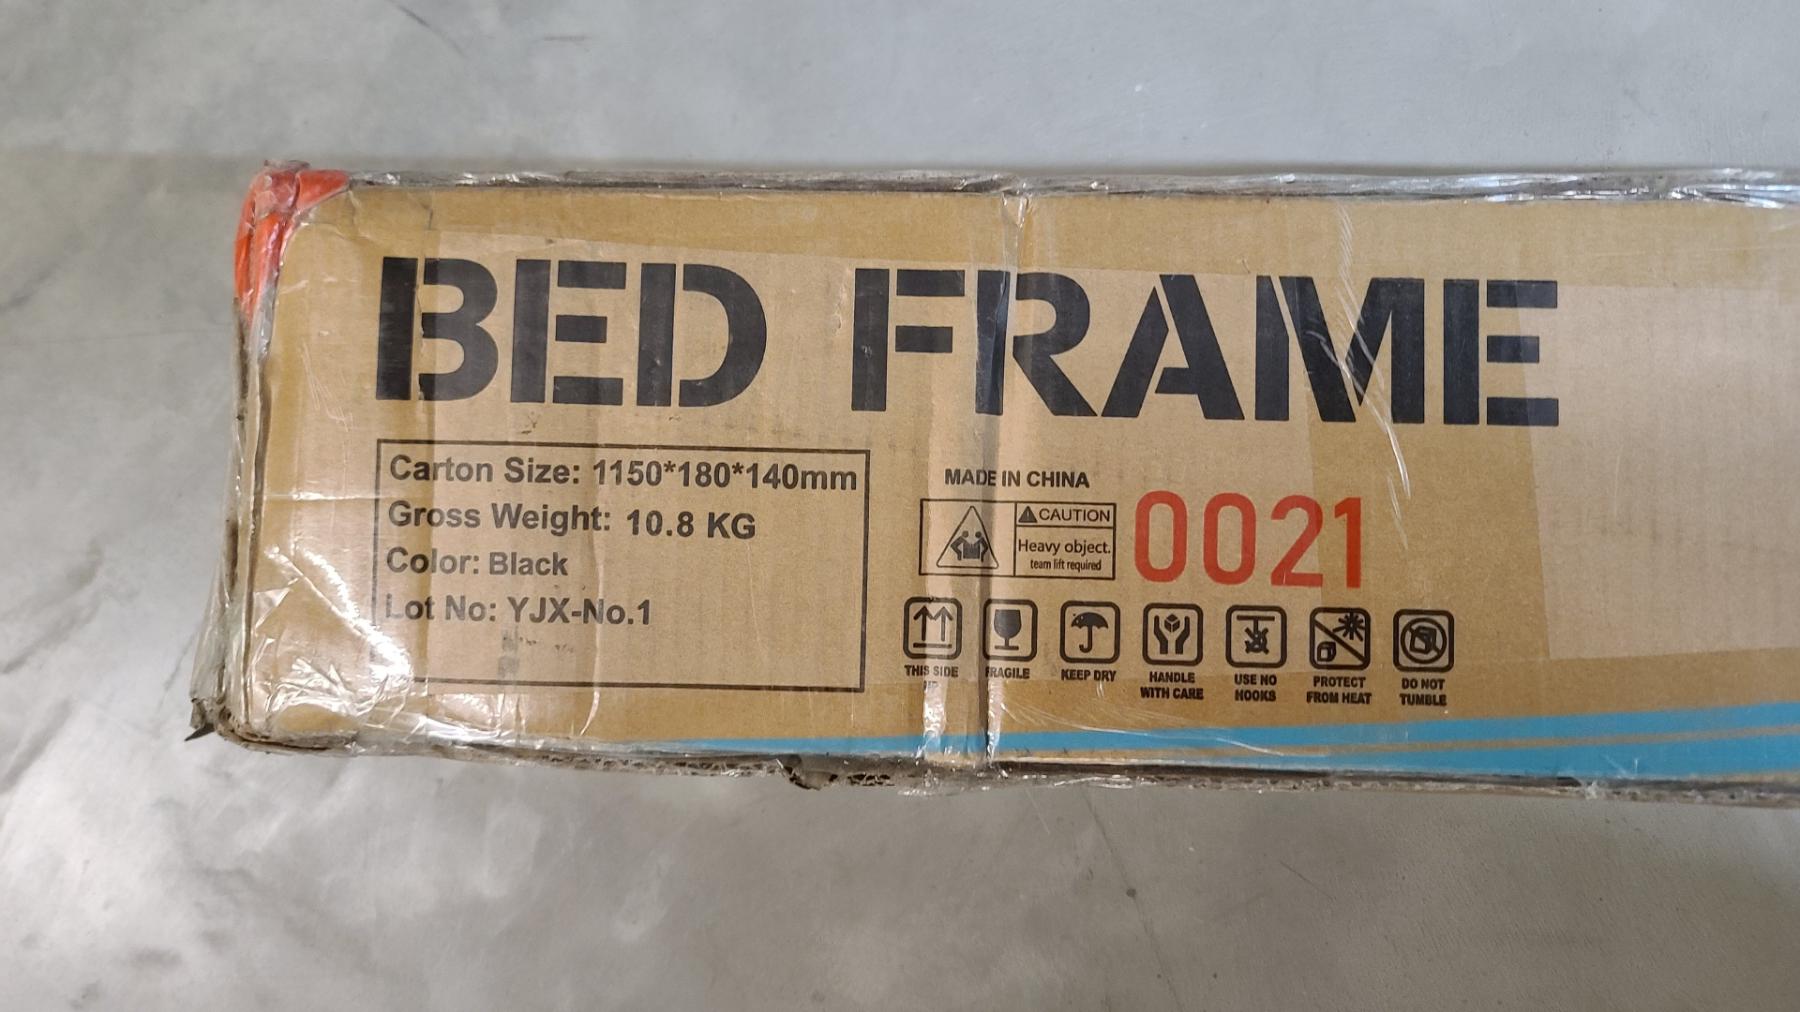 BED FRAME
Carton Size: 1150*180*140mm
Gross Weight: 10.8 KG
Color: Black
Lot No: YJX-No.1
MADE IN CHINA
CAUTION
Heavy object.
team lift required
0021
THIS SIDE
UP
FRAGILE
KEEP DRY
HANDLE
WITH CARE
USE NO
HOOKS
PROTECT
FROM HEAT
DO NOT
TUMBLE